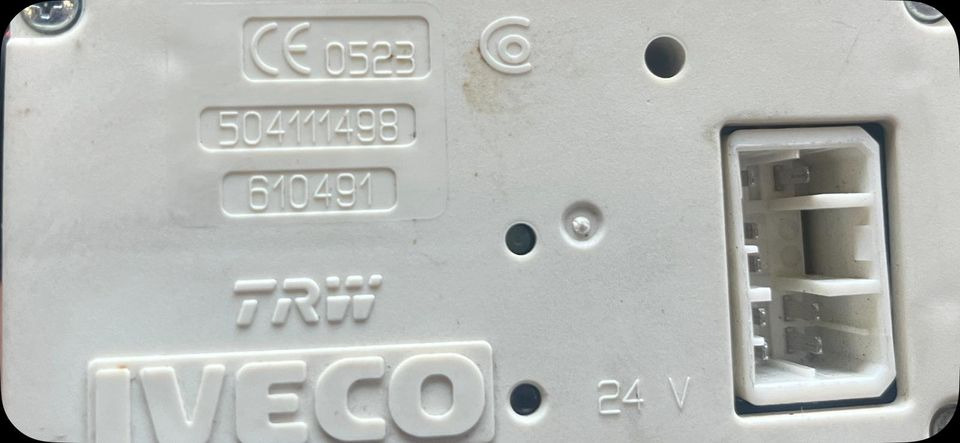 CE 0523
504111498
610491
TRW
IVECO
24 V